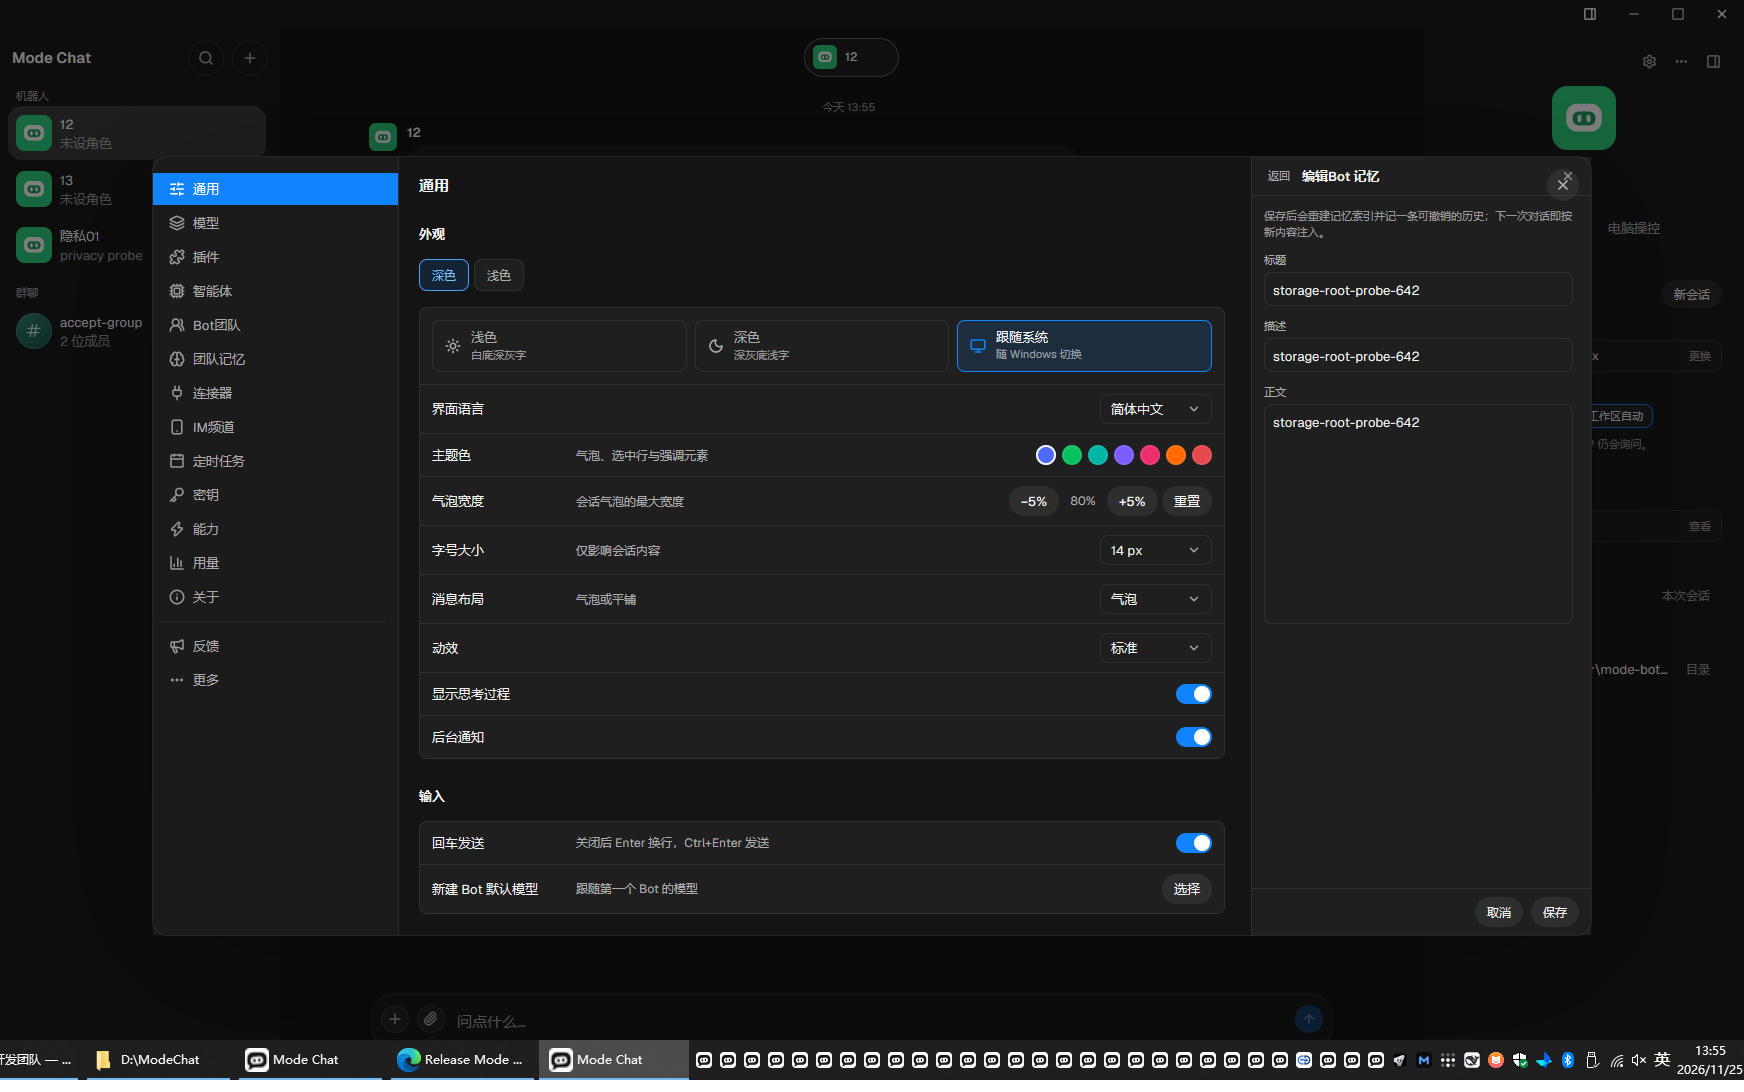 Mode Chat
机器人
12
未设角色
13
未设角色
隐私01
privacy probe
群聊
accept-group
2 位成员
12
今天 13:55
12
通用
模型
插件
智能体
Bot团队
团队记忆
连接器
IM频道
定时任务
密钥
能力
用量
关于
反馈
更多
通用
外观
深色
浅色
浅色
白底深灰字
深色
深灰底浅字
跟随系统
随 Windows 切换
界面语言
简体中文
主题色
气泡、选中行与强调元素
气泡宽度
会话气泡的最大宽度
−5%
80%
+5%
重置
字号大小
仅影响会话内容
14 px
消息布局
气泡或平铺
气泡
动效
标准
显示思考过程
后台通知
输入
回车发送
关闭后 Enter 换行，Ctrl+Enter 发送
新建 Bot 默认模型
跟随第一个 Bot 的模型
选择
返回
编辑Bot 记忆
保存后会重建记忆索引并记一条可撤销的历史；下一次对话即按
新内容注入。
标题
storage-root-probe-642
描述
storage-root-probe-642
正文
storage-root-probe-642
取消
保存
电脑操控
新会话
x
更换
工作区自动
仍会询问。
查看
本次会话
\mode-bot...
目录
问点什么...
开发团队 — ...
D:\ModeChat
Mode Chat
Release Mode ...
Mode Chat
英
13:55
2026/11/25